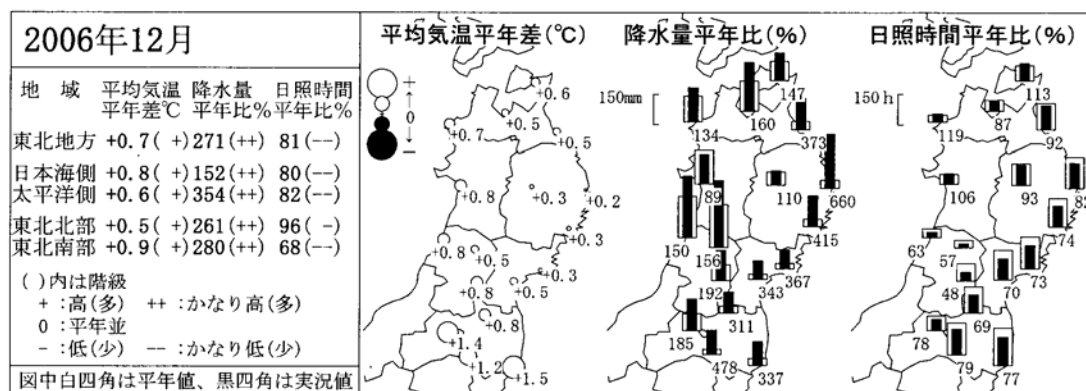 2006年12月
地 域 平均気温 降水量 日照時間
平年差℃ 平年比% 平年比%
東北地方 +0.7( +) 271(++) 81(--)
日本海側 +0.8( +) 152(++) 80(--)
太平洋側 +0.6( +) 354(++) 82(--)
東北北部 +0.5( +) 261(++) 96( -)
東北南部 +0.9( +) 280(++) 68(--)
( )内は階級
+ :高(多) ++ :かなり高(多)
0 :平年並
- :低(少) -- :かなり低(少)
図中白四角は平年値、黒四角は実況値
平均気温平年差(℃)
+
0
-
+0.6
+0.7
+0.5
+0.5
+0.8
+0.3
+0.2
+0.3
+0.8
+0.5
+0.3
+0.8
+0.5
+0.8
+1.4
+1.2
+1.5
降水量平年比(%)
150mm
147
134
160
373
89
110
660
415
150
156
367
192
343
311
185
478
337
日照時間平年比(%)
150h
113
119
87
92
106
93
74
63
57
73
48
70
69
78
79
77